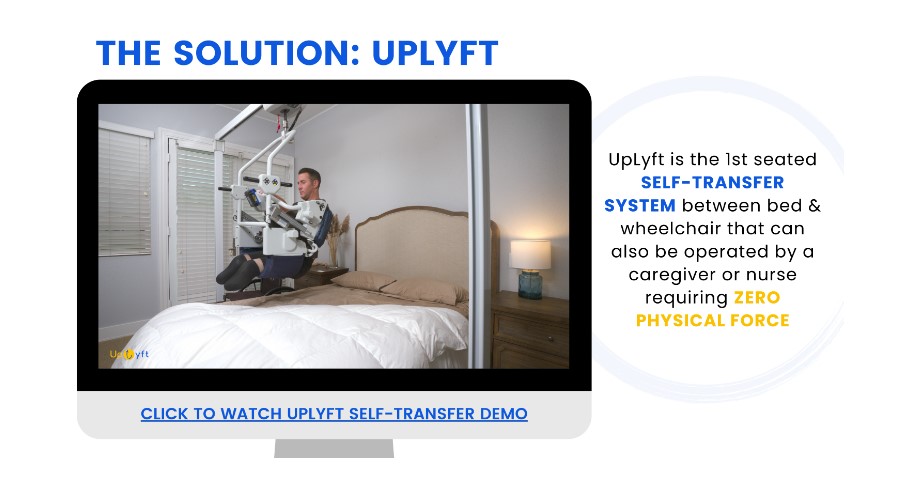 THE SOLUTION: UPLYFT
UpLyft
CLICK TO WATCH UPLYFT SELF-TRANSFER DEMO
UpLyft is the 1st seated
SELF-TRANSFER
SYSTEM between bed &
wheelchair that can
also be operated by a
caregiver or nurse
requiring ZERO
PHYSICAL FORCE